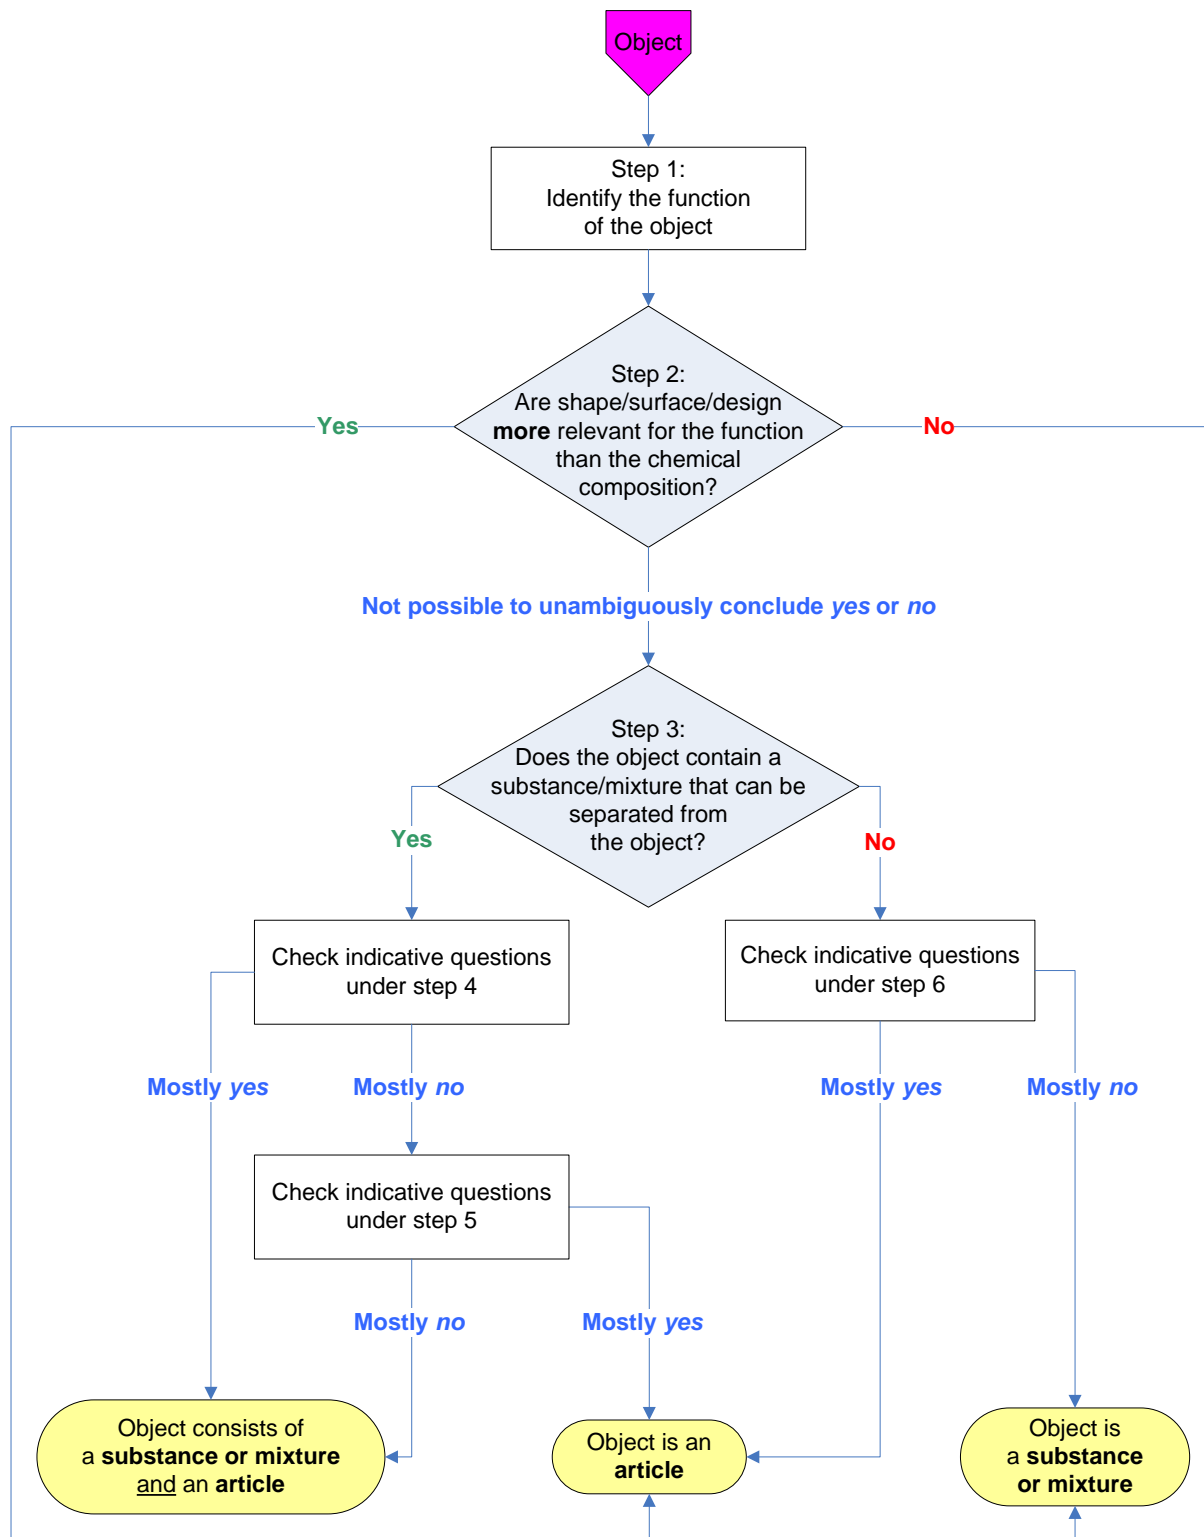 Object
Step 1:
Identify the function
of the object
Step 2:
Are shape/surface/design
more relevant for the function
than the chemical
composition?
Yes
No
Not possible to unambiguously conclude yes or no
Step 3:
Does the object contain a
substance/mixture that can be
separated from
the object?
Yes
No
Check indicative questions
under step 4
Check indicative questions
under step 6
Mostly yes
Mostly no
Mostly yes
Mostly no
Check indicative questions
under step 5
Mostly no
Mostly yes
Object consists of
a substance or mixture
and an article
Object is an
article
Object is
a substance
or mixture